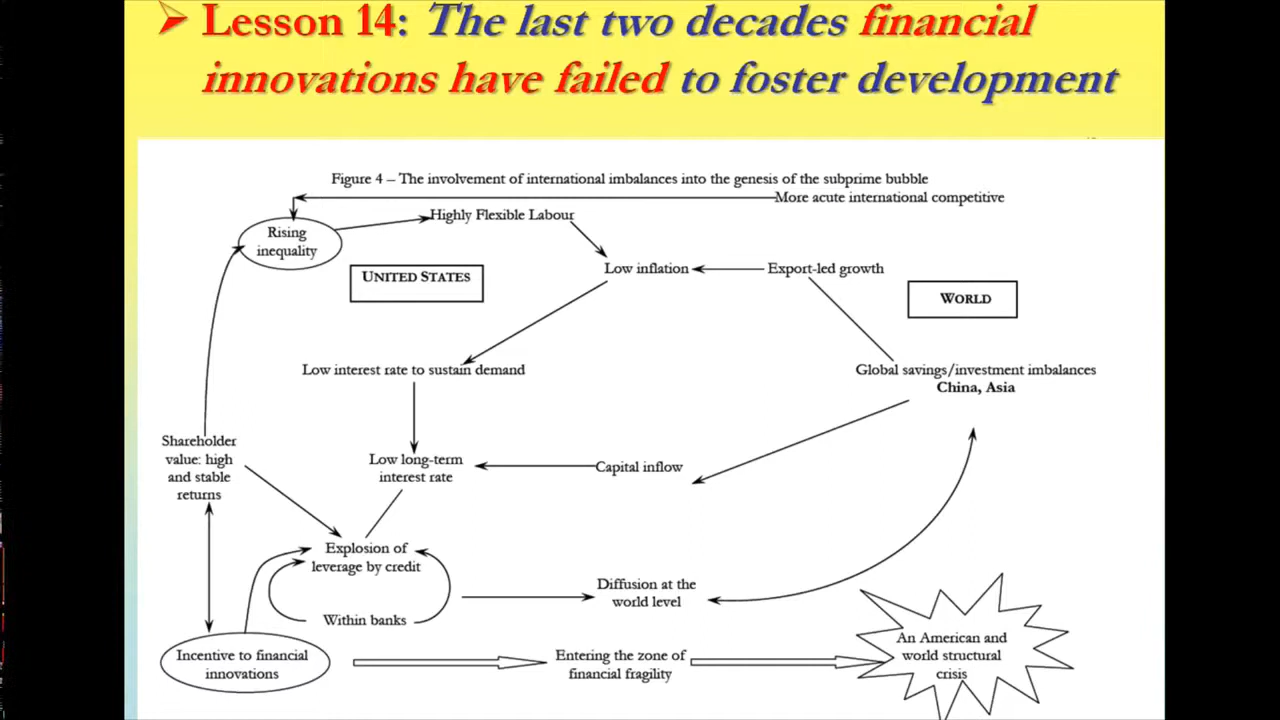 Lesson 14: The last two decades financial
innovations have failed to foster development
Figure 4 – The involvement of international imbalances into the genesis of the subprime bubble
More acute international competitive
Highly Flexible Labour
Rising
inequality
Low inflation
Export-led growth
UNITED STATES
WORLD
Low interest rate to sustain demand
Global savings/investment imbalances
China, Asia
Shareholder
value: high
and stable
returns
Low long-term
interest rate
Capital inflow
Explosion of
leverage by credit
Diffusion at the
world level
Within banks
An American and
world structural
crisis
Incentive to financial
innovations
Entering the zone of
financial fragility